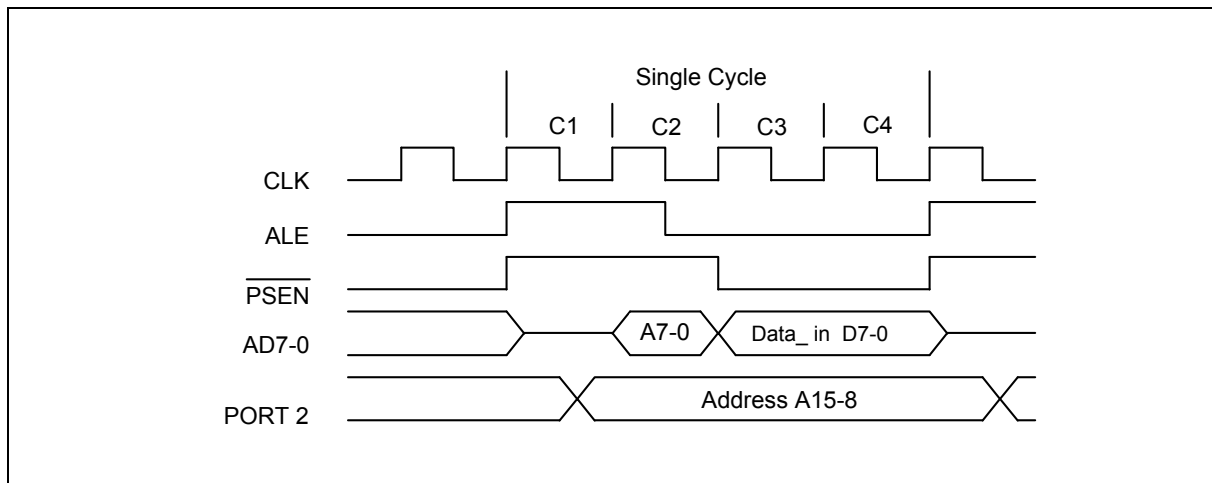 Single Cycle
C1 C2 C3 C4
CLK
ALE
PSEN
AD7-0 A7-0 Data_ in D7-0
PORT 2 Address A15-8